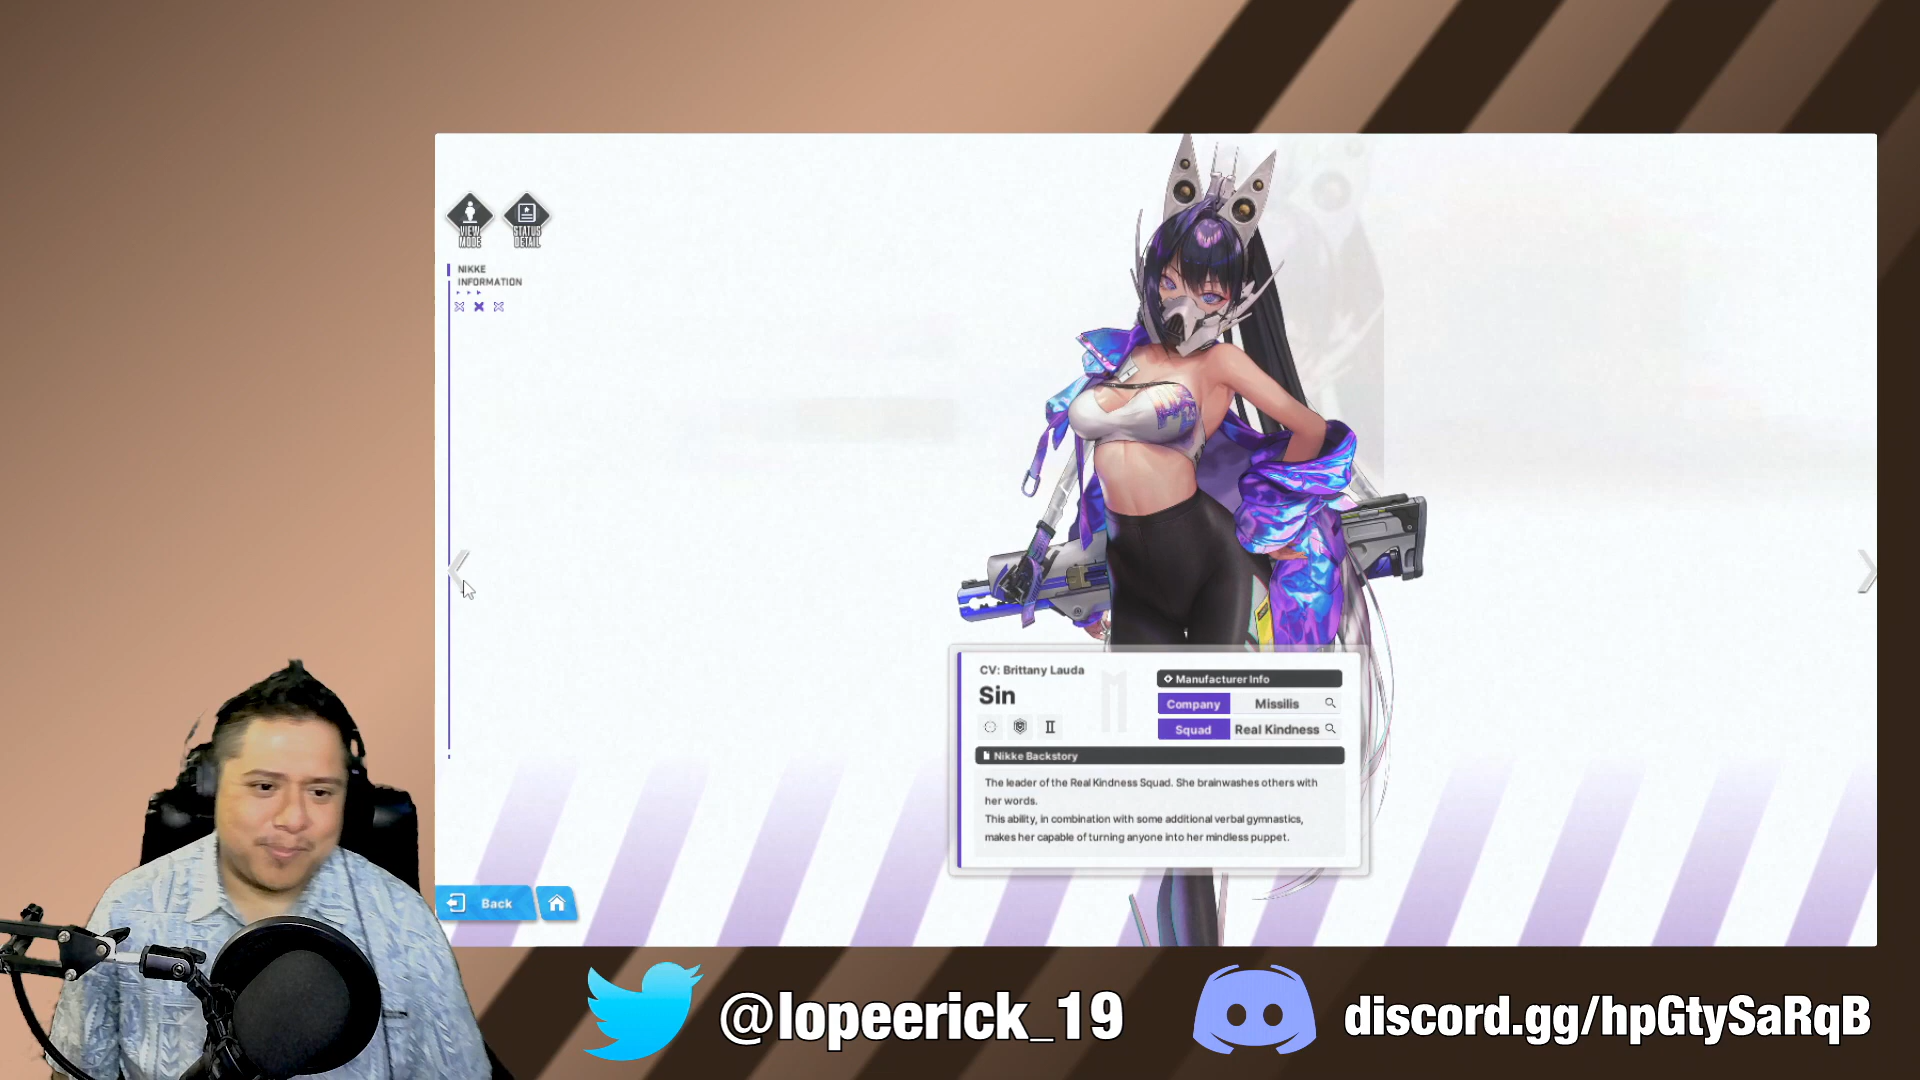 VIEW
MODE
STATUS
DETAIL
NIKKE
INFORMATION
CV: Brittany Lauda
Sin
II
Manufacturer Info
Company Missilis
Squad Real Kindness
Nikke Backstory
The leader of the Real Kindness Squad. She brainwashes others with
her words.
This ability, in combination with some additional verbal gymnastics,
makes her capable of turning anyone into her mindless puppet.
Back
@lopeerick_19
discord.gg/hpGtySaRqB